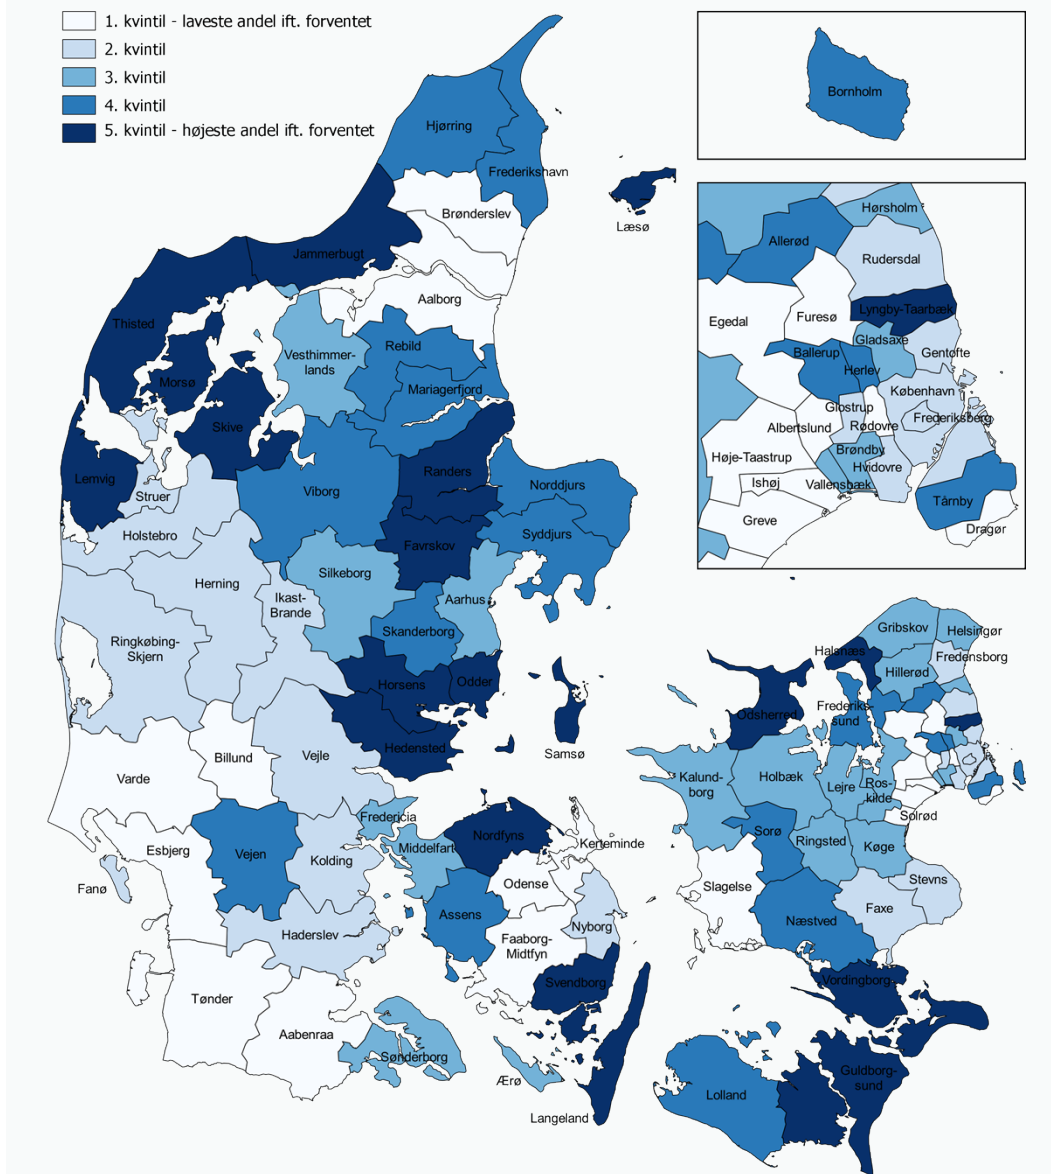 1. kvintil - laveste andel ift. forventet
2. kvintil
3. kvintil
4. kvintil
5. kvintil - højeste andel ift. forventet
Bornholm
Hjørring
Frederikshavn
Læsø
Brønderslev
Jammerbugt
Aalborg
Thisted
Vesthimmer-
lands
Rebild
Morsø
Mariagerfjord
Skive
Lemvig
Struer
Viborg
Randers
Norddjurs
Holstebro
Favrskov
Syddjurs
Herning
Silkeborg
Ikast-
Brande
Aarhus
Skanderborg
Ringkøbing-
Skjern
Horsens
Odder
Hedensted
Samsø
Vejle
Billund
Varde
Fredericia
Esbjerg
Vejen
Kolding
Middelfart
Nordfyns
Kerteminde
Fanø
Odense
Assens
Nyborg
Haderslev
Faaborg-
Midtfyn
Svendborg
Tønder
Aabenraa
Sønderborg
Ærø
Langeland
Hørsholm
Allerød
Rudersdal
Egedal
Furesø
Lyngby-Taarbæk
Gladsaxe
Ballerup
Gentofte
Herlev
København
Glostrup
Frederiksberg
Albertslund
Rødovre
Brøndby
Høje-Taastrup
Hvidovre
Ishøj
Vallensbæk
Tårnby
Greve
Dragør
Gribskov
Helsingør
Halsnæs
Fredensborg
Hillerød
Odsherred
Frederiks-
sund
Kalund-
borg
Holbæk
Lejre
Ros-
kilde
Solrød
Sorø
Ringsted
Køge
Slagelse
Stevns
Faxe
Næstved
Vordingborg
Guldborg-
sund
Lolland